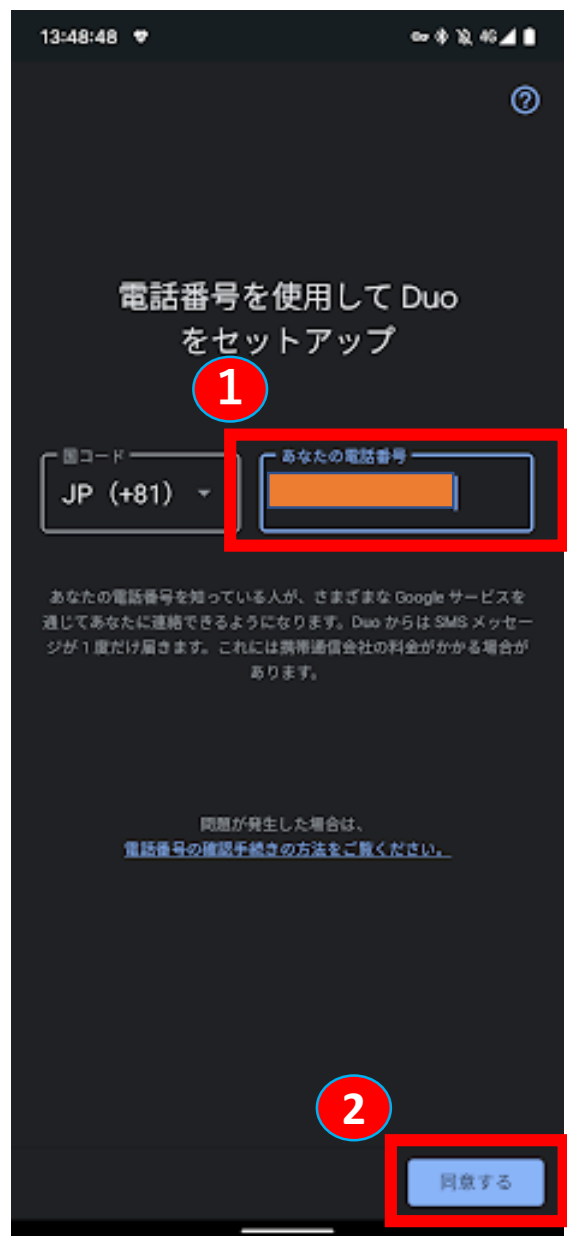 13:48:48
4G
電話番号を使用して Duo
をセットアップ
1
国コード
あなたの電話番号
JP (+81)
あなたの電話番号を知っている人が、さまざまな Google サービスを
通じてあなたに連絡できるようになります。Duo からは SMS メッセー
ジが 1 度だけ届きます。これには携帯通信会社の料金がかかる場合が
あります。
問題が発生した場合は、
電話番号の確認手続きの方法をご覧ください。
2
同意する